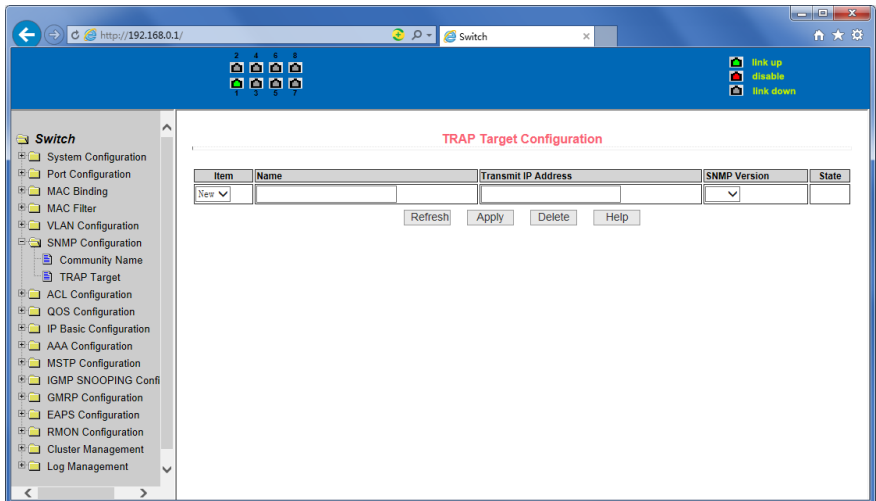 http://192.168.0.1/
Switch
2 4 6 8
1 3 5 7
link up
disable
link down
Switch
System Configuration
Port Configuration
MAC Binding
MAC Filter
VLAN Configuration
SNMP Configuration
Community Name
TRAP Target
ACL Configuration
QOS Configuration
IP Basic Configuration
AAA Configuration
MSTP Configuration
IGMP SNOOPING Confi
GMRP Configuration
EAPS Configuration
RMON Configuration
Cluster Management
Log Management
TRAP Target Configuration
Item Name Transmit IP Address SNMP Version State
New
Refresh Apply Delete Help